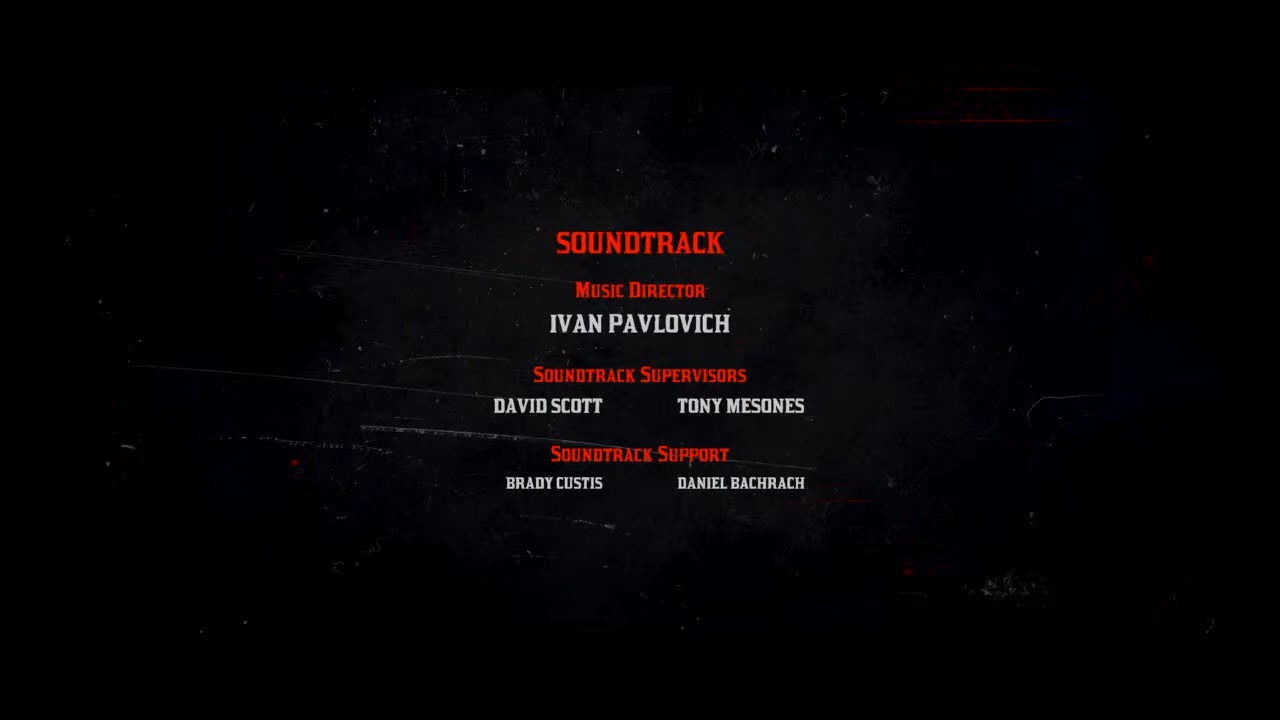 SOUNDTRACK
Music Director
IVAN PAVLOVICH
Soundtrack Supervisors
DAVID SCOTT TONY MESONES
Soundtrack Support
BRADY CUSTIS DANIEL BACHRACH